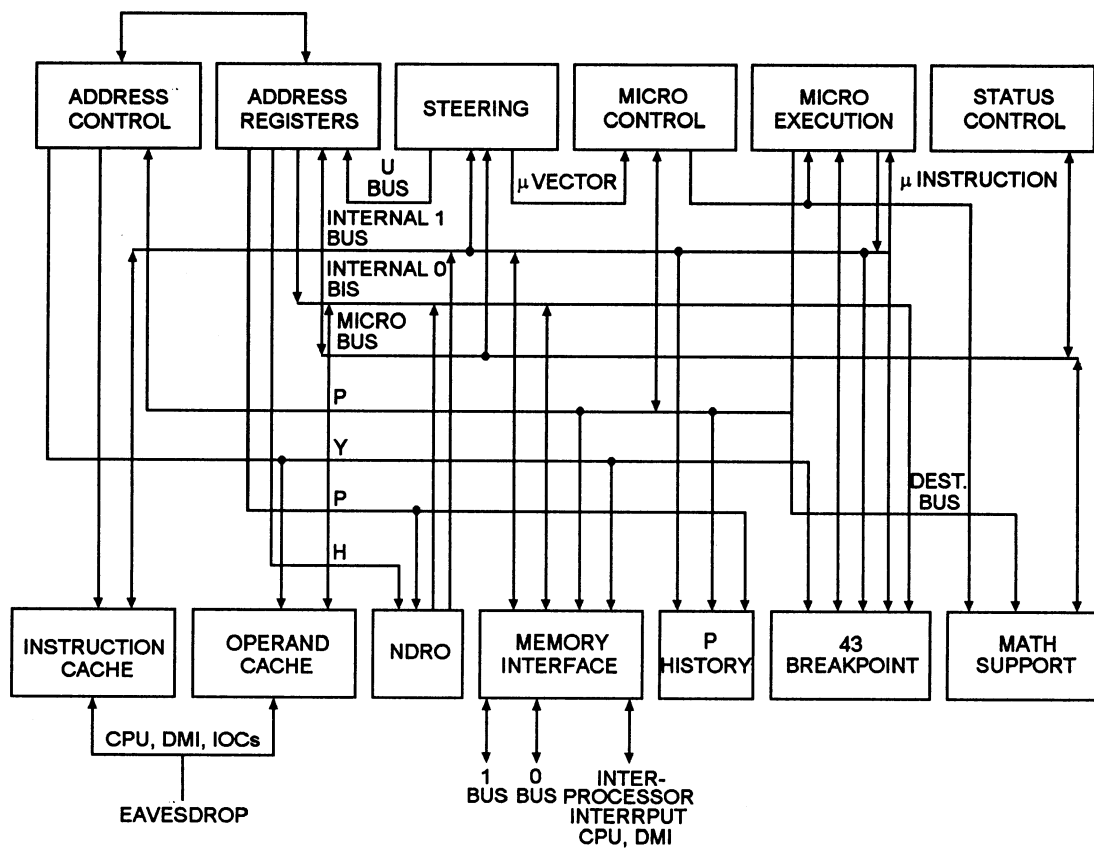 ADDRESS
CONTROL
ADDRESS
REGISTERS
STEERING
MICRO
CONTROL
MICRO
EXECUTION
STATUS
CONTROL
U
BUS
μ VECTOR
μ INSTRUCTION
INTERNAL 1
BUS
INTERNAL 0
BIS
MICRO
BUS
P
Y
P
H
DEST.
BUS
INSTRUCTION
CACHE
OPERAND
CACHE
NDRO
MEMORY
INTERFACE
P
HISTORY
43
BREAKPOINT
MATH
SUPPORT
CPU, DMI, IOCs
EAVESDROP
1
BUS
0
BUS
INTER-
PROCESSOR
INTERRPUT
CPU, DMI